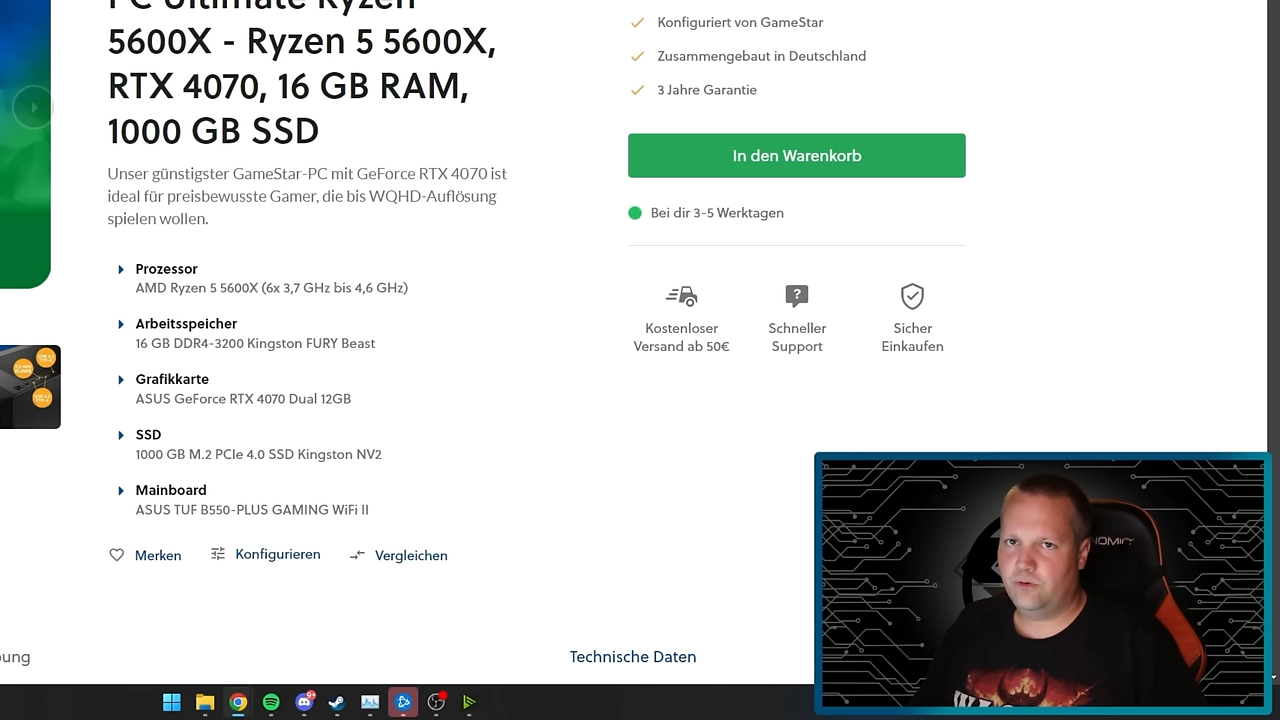 PC Ultimate Ryzen
5600X - Ryzen 5 5600X,
RTX 4070, 16 GB RAM,
1000 GB SSD
Unser günstigster GameStar-PC mit GeForce RTX 4070 ist
ideal für preisbewusste Gamer, die bis WQHD-Auflösung
spielen wollen.
Prozessor
AMD Ryzen 5 5600X (6x 3,7 GHz bis 4,6 GHz)
Arbeitsspeicher
16 GB DDR4-3200 Kingston FURY Beast
Grafikkarte
ASUS GeForce RTX 4070 Dual 12GB
SSD
1000 GB M.2 PCIe 4.0 SSD Kingston NV2
Mainboard
ASUS TUF B550-PLUS GAMING WiFi II
Merken Konfigurieren Vergleichen
Konfiguriert von GameStar
Zusammengebaut in Deutschland
3 Jahre Garantie
In den Warenkorb
Bei dir 3-5 Werktagen
Kostenloser
Versand ab 50€
Schneller
Support
Sicher
Einkaufen
bung
Technische Daten
NOMIC